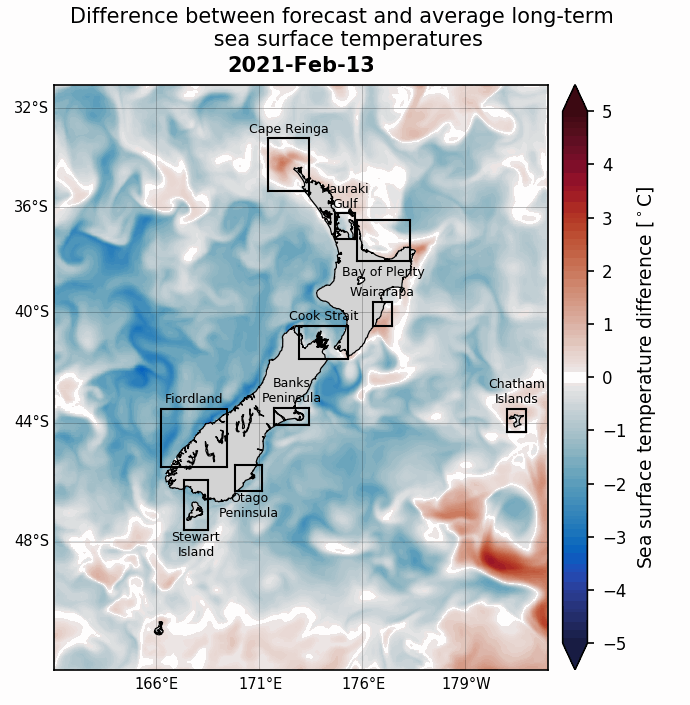 Difference between forecast and average long-term
sea surface temperatures
2021-Feb-13
32°S
36°S
40°S
44°S
48°S
Cape Reinga
Hauraki
Gulf
Bay of Plenty
Wairarapa
Cook Strait
Banks
Peninsula
Fiordland
Chatham
Islands
Otago
Peninsula
Stewart
Island
166°E
171°E
176°E
179°W
5
4
3
2
1
0
−1
−2
−3
−4
−5
Sea surface temperature difference [°C]